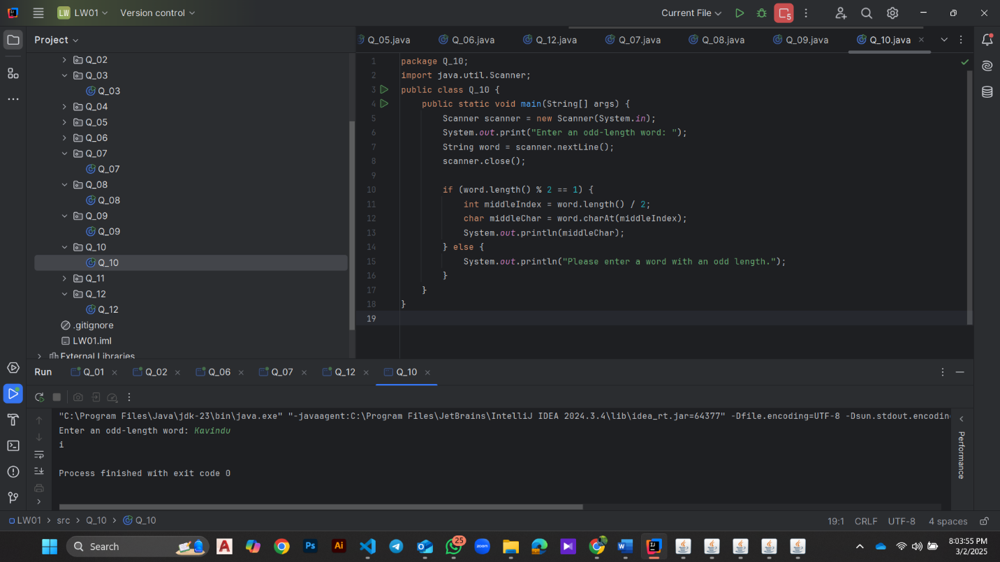 LW LW01 Version control Current File 5
Project
Q_05.java Q_06.java Q_12.java Q_07.java Q_08.java Q_09.java Q_10.java
Q_02
Q_03
Q_03
Q_04
Q_05
Q_06
Q_07
Q_07
Q_08
Q_08
Q_09
Q_09
Q_10
Q_10
Q_11
Q_12
Q_12
.gitignore
LW01.iml
External Libraries
1 package Q_10;
2 import java.util.Scanner;
3 public class Q_10 {
4 public static void main(String[] args) {
5 Scanner scanner = new Scanner(System.in);
6 System.out.print("Enter an odd-length word: ");
7 String word = scanner.nextLine();
8 scanner.close();
9
10 if (word.length() % 2 == 1) {
11 int middleIndex = word.length() / 2;
12 char middleChar = word.charAt(middleIndex);
13 System.out.println(middleChar);
14 } else {
15 System.out.println("Please enter a word with an odd length.");
16 }
17 }
18 }
19
Run Q_01 Q_02 Q_06 Q_07 Q_12 Q_10
"C:\Program Files\Java\jdk-23\bin\java.exe" "-javaagent:C:\Program Files\JetBrains\IntelliJ IDEA 2024.3.4\lib\idea_rt.jar=64377" -Dfile.encoding=UTF-8 -Dsun.stdout.encoding
Enter an odd-length word: Kavindu
i
Process finished with exit code 0
Performance
LW01 > src > Q_10 > Q_10 19:1 CRLF UTF-8 4 spaces
Search Ps Ai 25 zoom 8:03:55 PM
3/2/2025